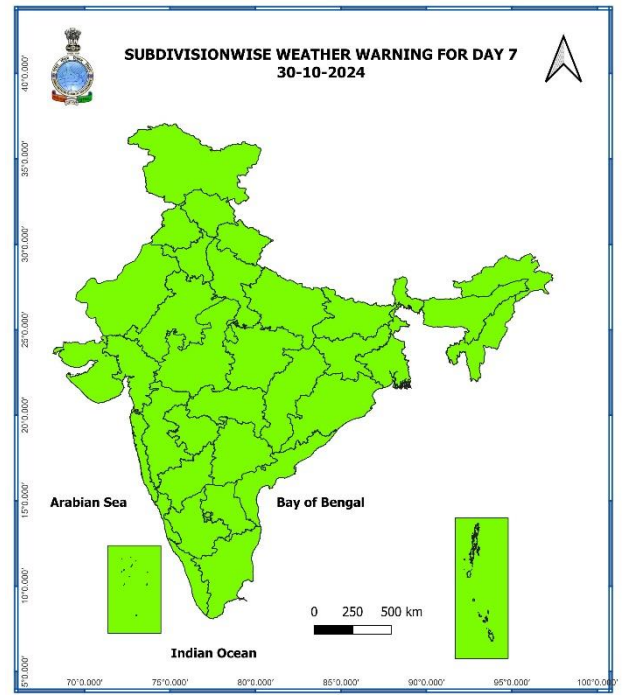 SUBDIVISIONWISE WEATHER WARNING FOR DAY 7
30-10-2024
40°0.000'
35°0.000'
30°0.000'
25°0.000'
20°0.000'
15°0.000'
10°0.000'
5°0.000'
Arabian Sea
Bay of Bengal
0 250 500 km
Indian Ocean
70°0.000' 75°0.000' 80°0.000' 85°0.000' 90°0.000' 95°0.000' 100°0.000'